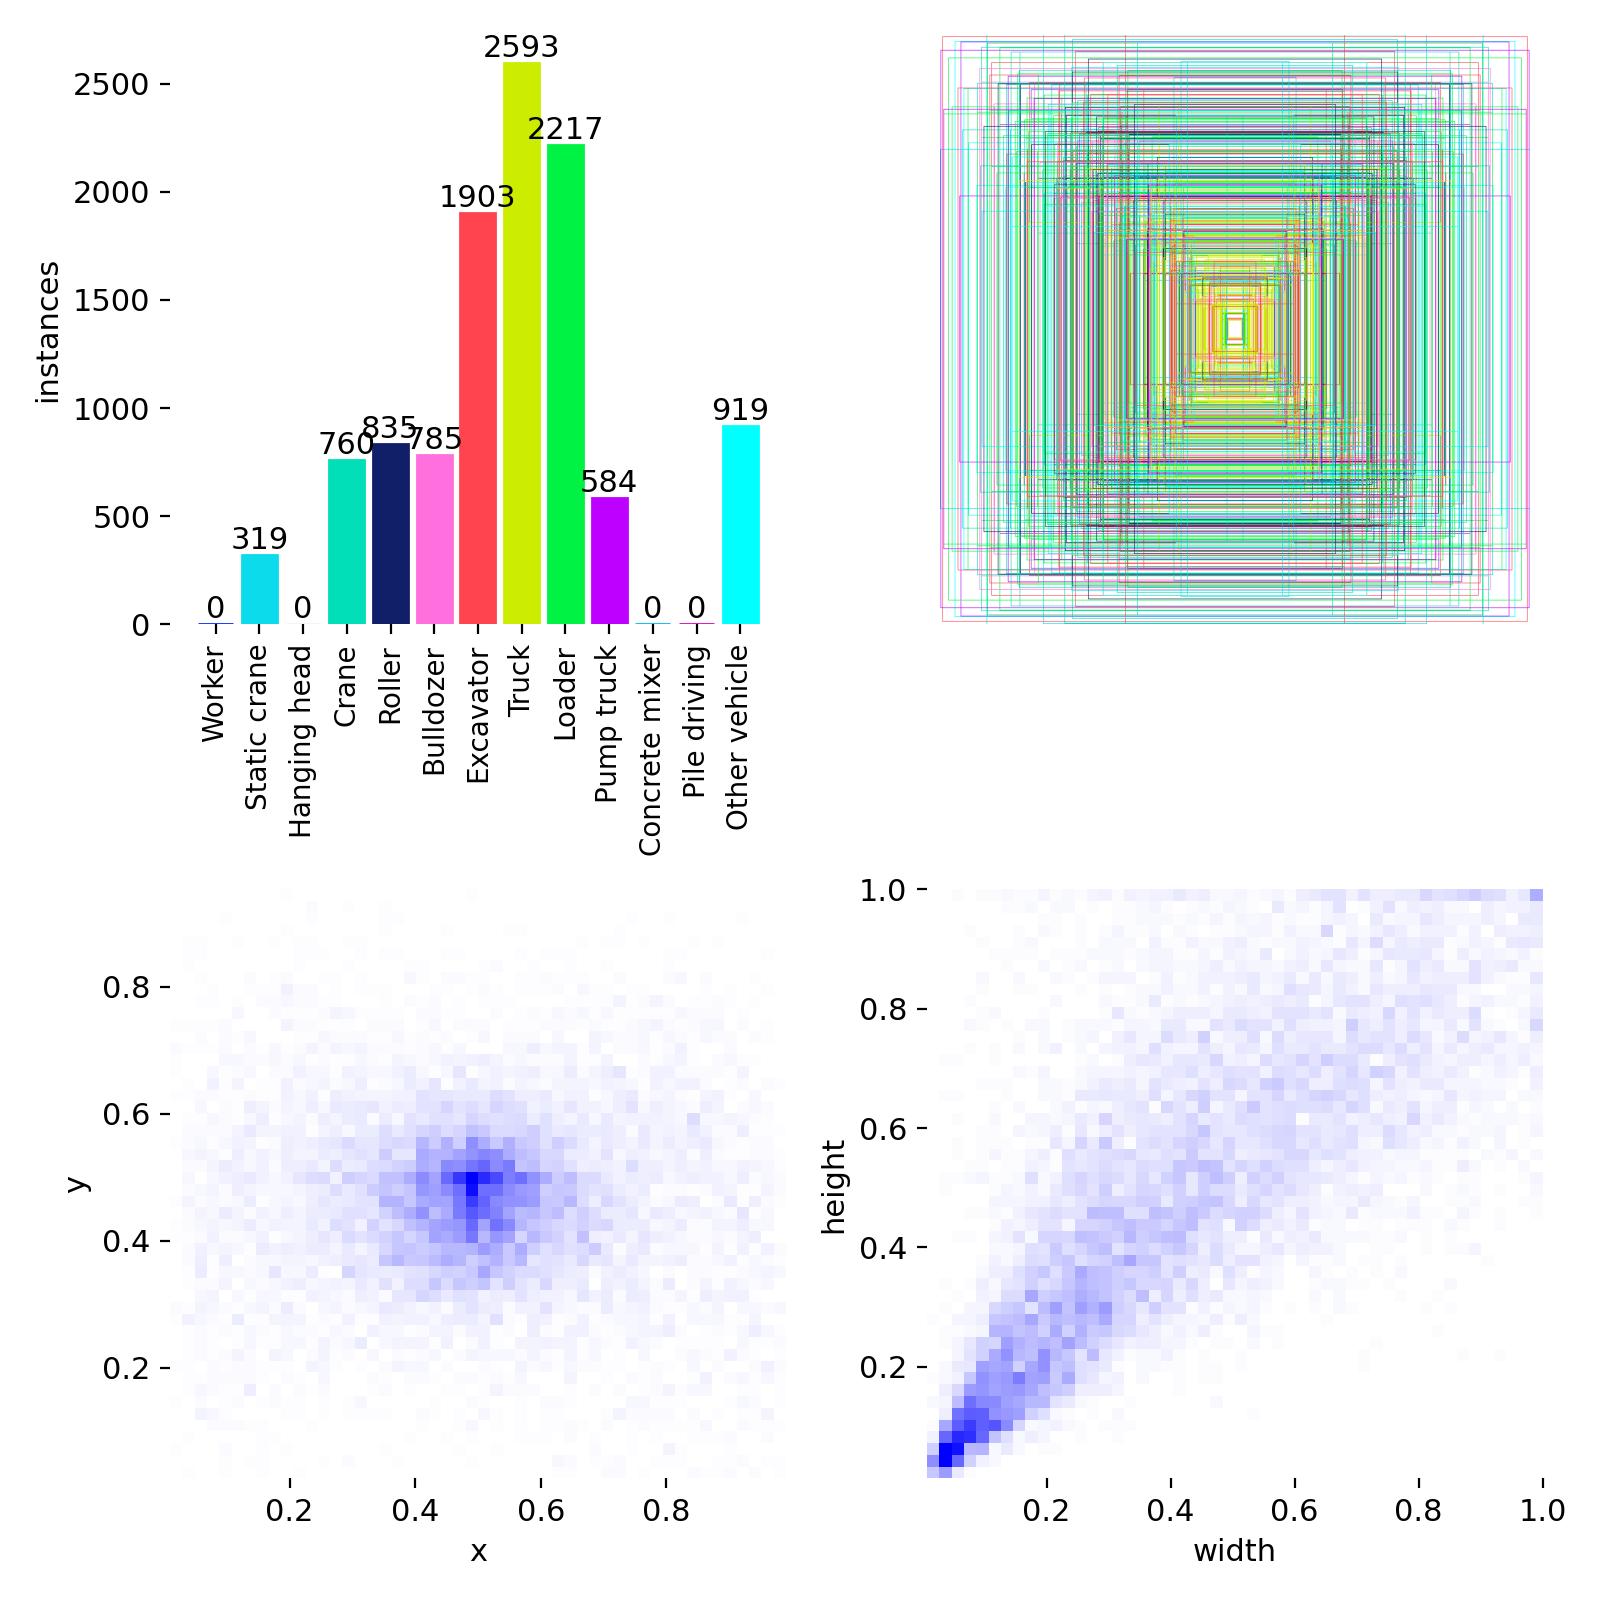 2593
2500
2217
2000
1903
1500
instances
1000
919
835
785
760
584
500
319
0
0
0
0
0
Worker
Static crane
Hanging head
Crane
Roller
Bulldozer
Excavator
Truck
Loader
Pump truck
Concrete mixer
Pile driving
Other vehicle
0.8
0.6
y
0.4
0.2
0.2 0.4 0.6 0.8
x
1.0
0.8
0.6
height
0.4
0.2
0.2 0.4 0.6 0.8 1.0
width